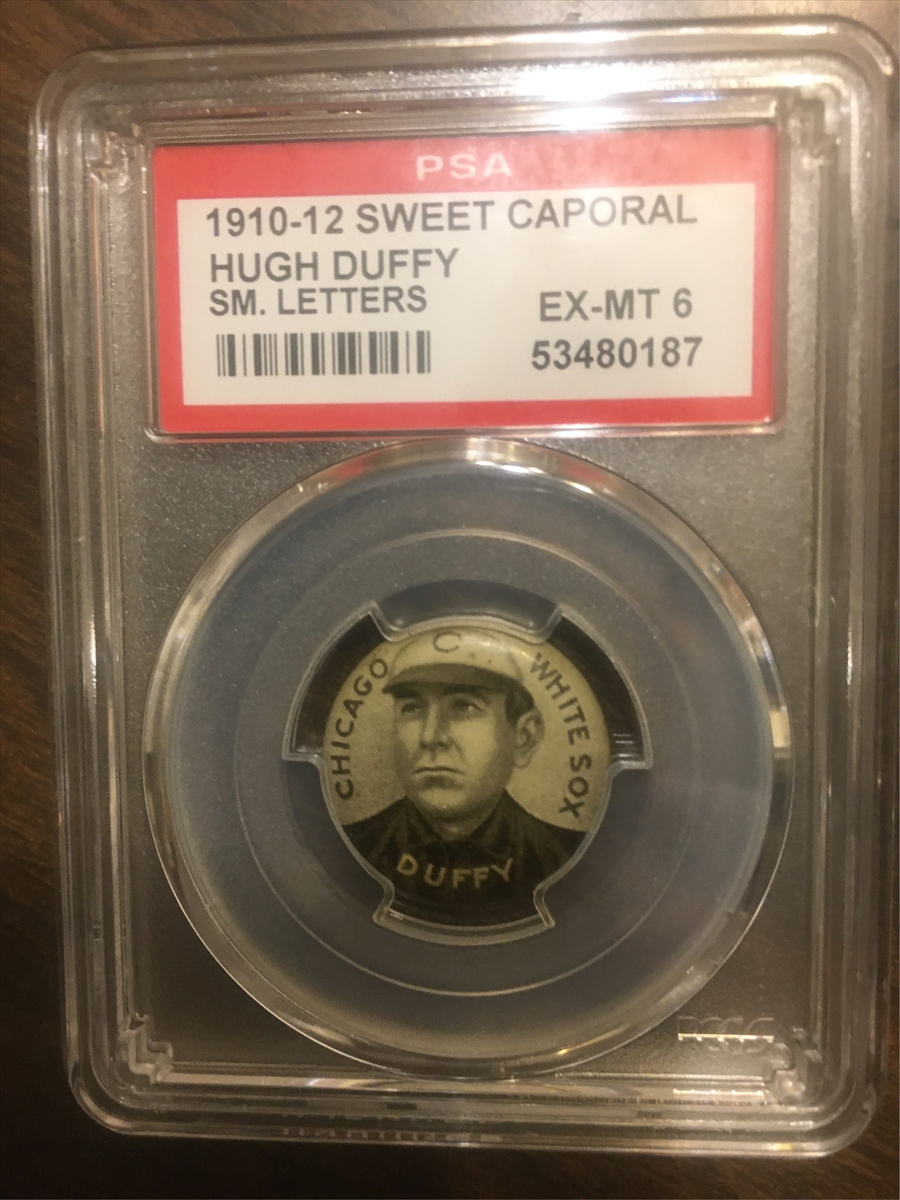 PSA
1910-12 SWEET CAPORAL
HUGH DUFFY
SM. LETTERS
EX-MT 6
53480187
C
CHICAGO
WHITE SOX
DUFFY